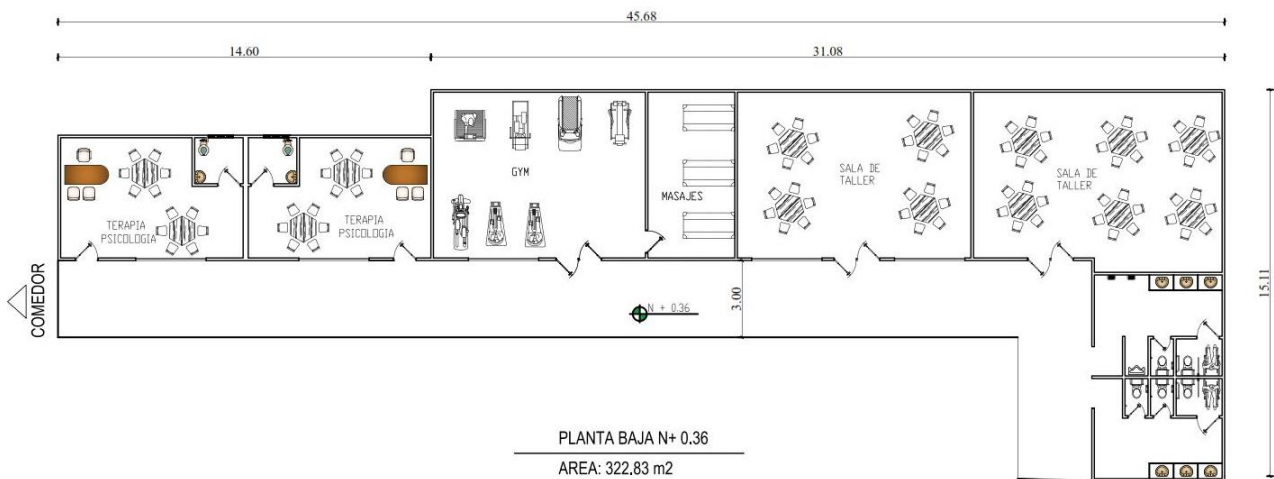 45.68
14.60
31.08
GYM
MASAJES
SALA DE
TALLER
SALA DE
TALLER
TERAPIA
PSICOLOGIA
TERAPIA
PSICOLOGIA
COMEDOR
N + 0.36
3.00
15.11
PLANTA BAJA N+ 0.36
AREA: 322.83 m2